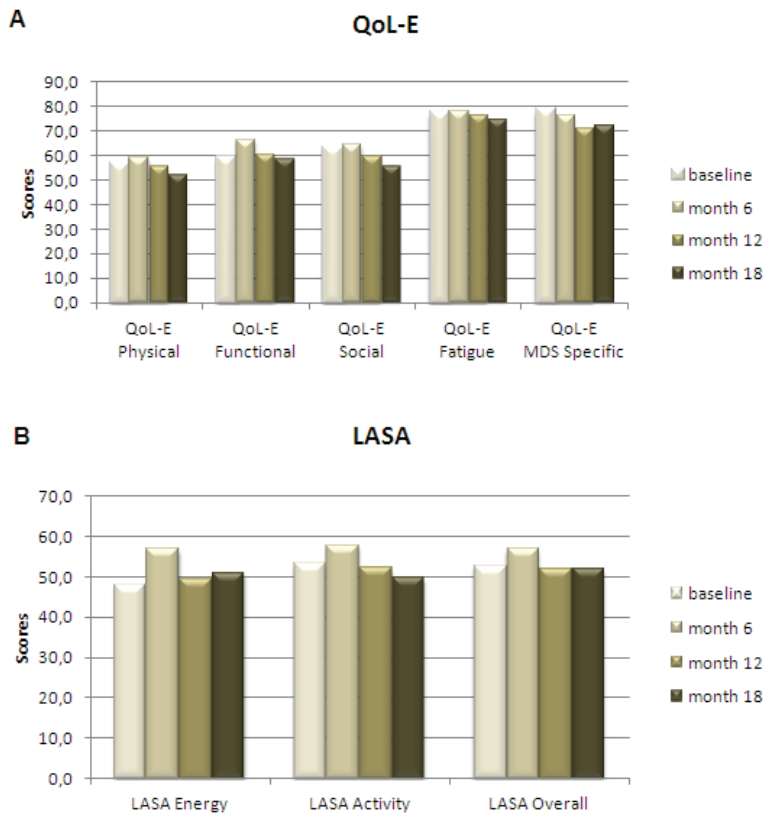 A
QoL-E
90,0
80,0
70,0
60,0
50,0
40,0
30,0
20,0
10,0
0,0
Scores
QoL-E Physical
QoL-E Functional
QoL-E Social
QoL-E Fatigue
QoL-E MDS Specific
baseline
month 6
month 12
month 18
B
LASA
70,0
60,0
50,0
40,0
30,0
20,0
10,0
0,0
Scores
LASA Energy
LASA Activity
LASA Overall
baseline
month 6
month 12
month 18